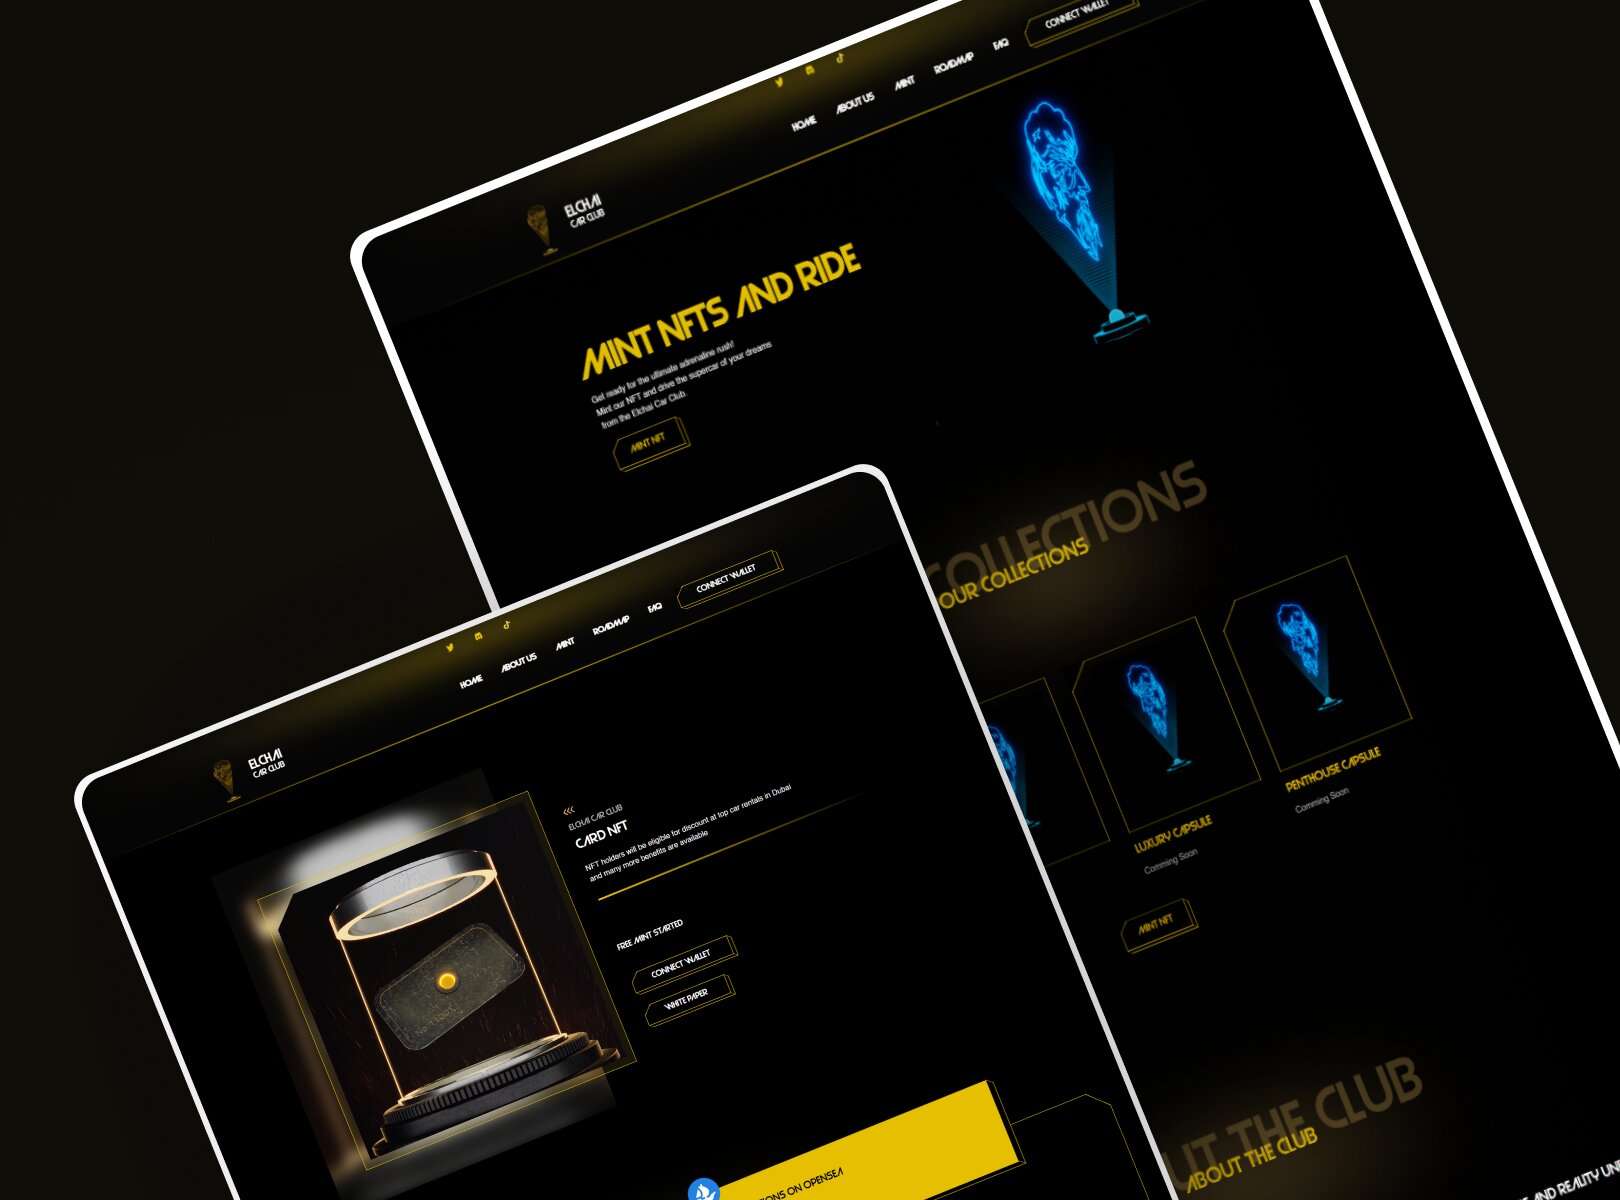 CONNECT WALLET
HOME
ABOUT US
MINT
ROADMAP
FAQ
ELCHAI
CAR CLUB
MINT NFTS AND RIDE
Get ready for the ultimate adrenaline rush!
Mint our NFT and drive the supercar of your dreams
from the Elchai Car Club.
MINT NFT
COLLECTIONS
OUR COLLECTIONS
LUXURY CAPSULE
Comming Soon
PENTHOUSE CAPSULE
Comming Soon
MINT NFT
UT THE CLUB
ABOUT THE CLUB
AND REALITY
CONNECT WALLET
HOME
ABOUT US
MINT
ROADMAP
FAQ
ELCHAI
CAR CLUB
ELCHAI CAR CLUB
CARD NFT
NFT holders will be eligible for discount at top car rentals in Dubai
and many more benefits are available
FREE MINT STARTED
CONNECT WALLET
WHITE PAPER
ON OPENSEA